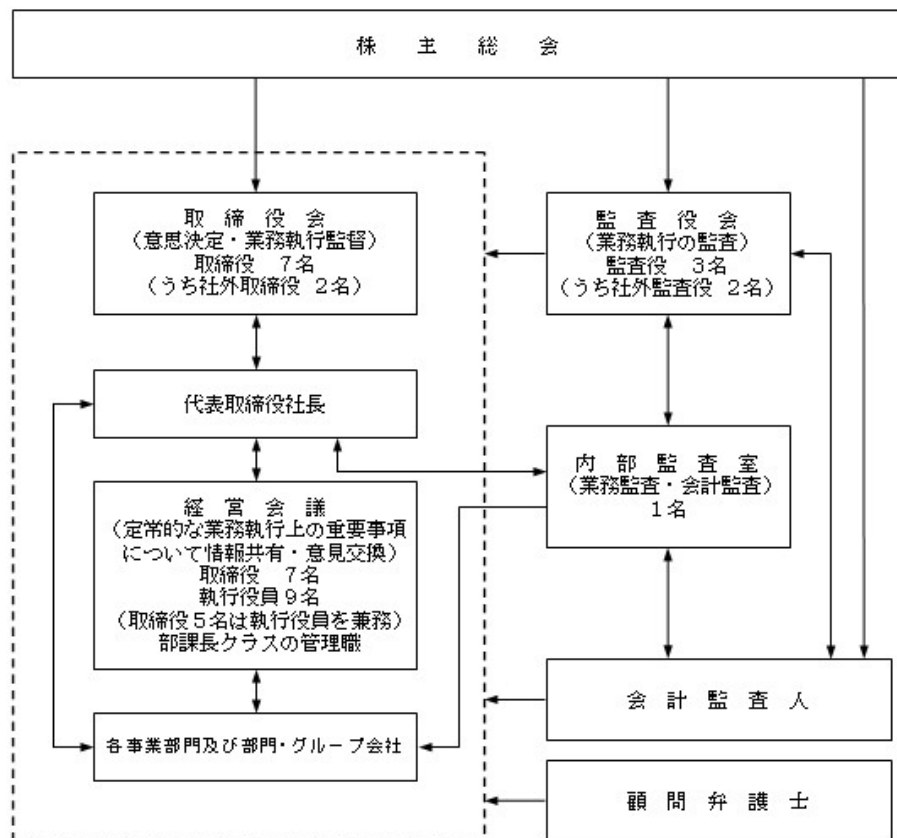 株 主 総 会
取 締 役 会
（意思決定・業務執行監督）
取締役 ７名
（うち社外取締役 ２名）
監 査 役 会
（業務執行の監査）
監査役 ３名
（うち社外監査役 ２名）
代表取締役社長
内 部 監 査 室
（業務監査・会計監査）
１名
経 営 会 議
（定常的な業務執行上の重要事項
について情報共有・意見交換）
取締役 ７名
執行役員９名
（取締役５名は執行役員を兼務）
部課長クラスの管理職
会 計 監 査 人
各事業部門及び部門・グループ会社
顧 問 弁 護 士